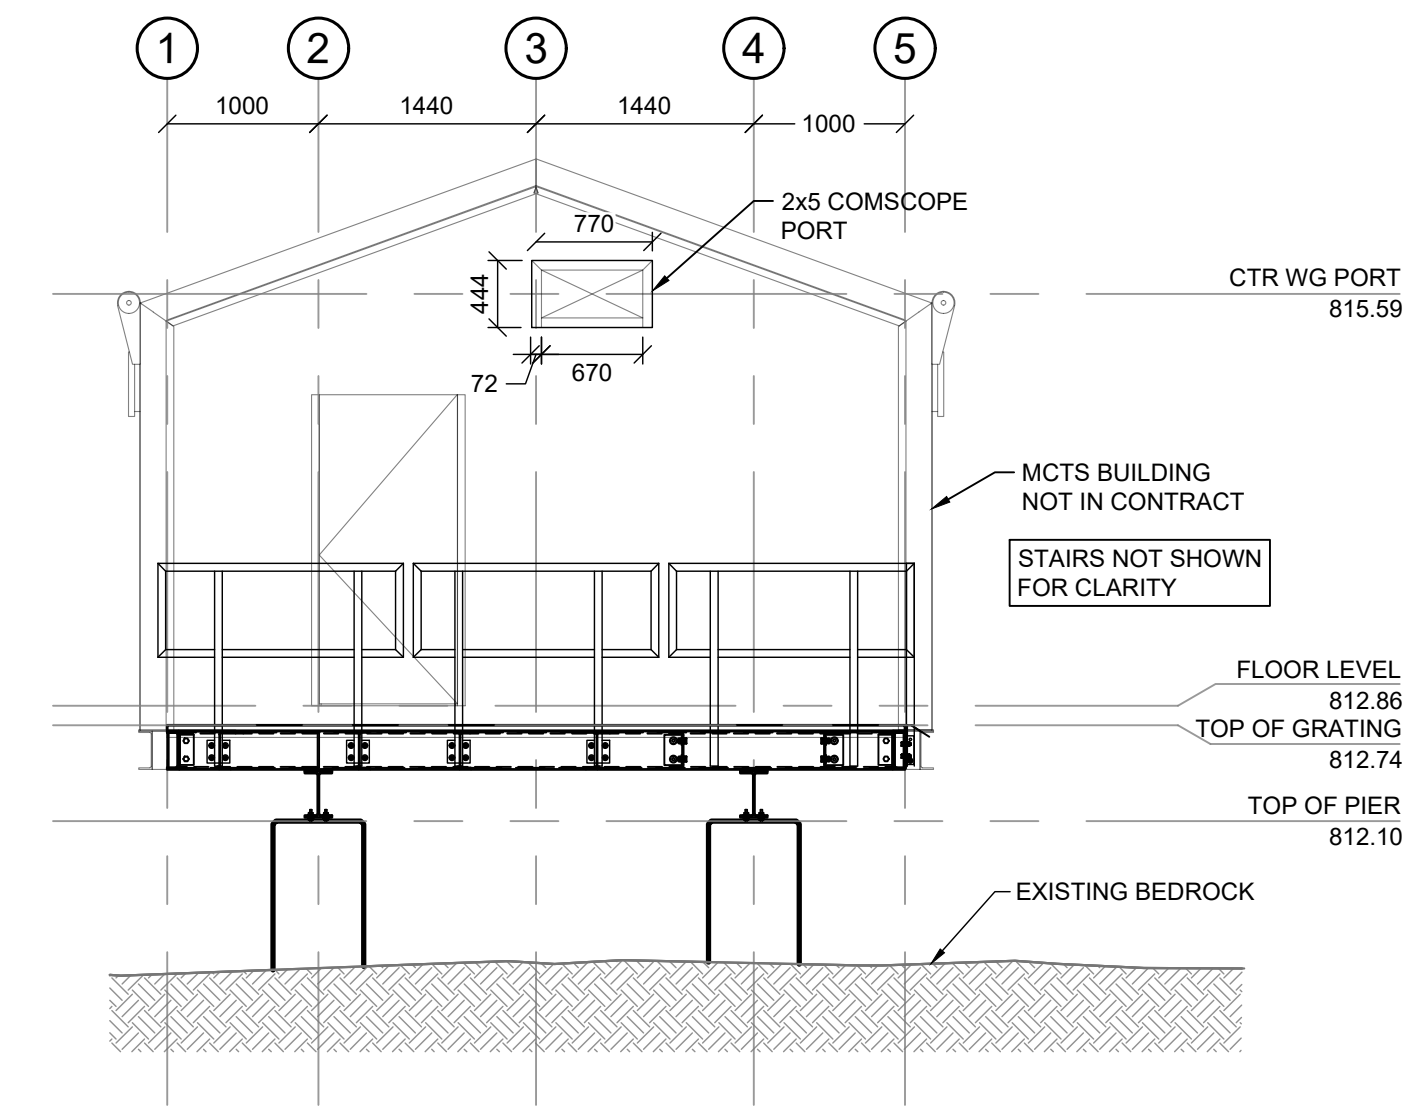 1 2 3 4 5
1000 1440 1440 1000
2x5 COMSCOPE
PORT
770
444
72 670
CTR WG PORT
815.59
MCTS BUILDING
NOT IN CONTRACT
STAIRS NOT SHOWN
FOR CLARITY
FLOOR LEVEL
812.86
TOP OF GRATING
812.74
TOP OF PIER
812.10
EXISTING BEDROCK